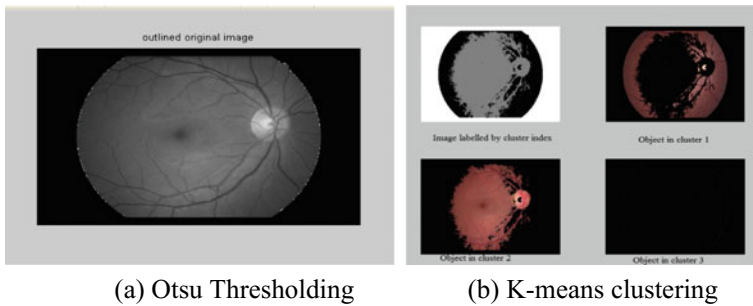 outlined original image
Image labelled by cluster index
Object in cluster 1
Object in cluster 2
Object in cluster 3
(a) Otsu Thresholding
(b) K-means clustering